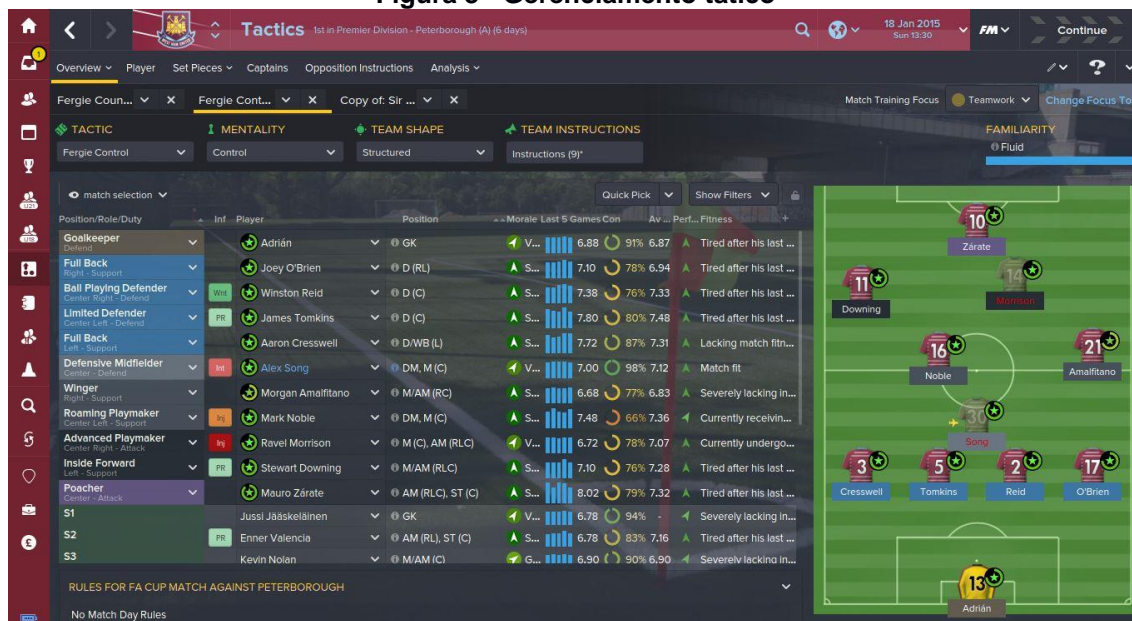 Figura 8 - Gerenciamento tático
Tactics 1st in Premier Division - Peterborough (A) (6 days)
18 Jan 2015
Sun 13:30
FM
Continue
1
Overview Player Set Pieces Captains Opposition Instructions Analysis
?
Fergie Coun... X Fergie Cont... X Copy of: Sir ... X
Match Training Focus Teamwork Change Focus To
TACTIC MENTALITY TEAM SHAPE TEAM INSTRUCTIONS FAMILIARITY
Fergie Control Control Structured Instructions (9)* Fluid
match selection Quick Pick Show Filters
Position/Role/Duty Inf Player Position Morale Last 5 Games Con Av ... Perf... Fitness +
Goalkeeper Adrián GK V... 6.88 91% 6.87 Tired after his last ...
Defend
Full Back Joey O'Brien D (RL) S... 7.10 78% 6.94 Tired after his last ...
Right - Support
Ball Playing Defender Wnt Winston Reid D (C) S... 7.38 76% 7.33 Tired after his last ...
Center Right - Defend
Limited Defender PR James Tomkins D (C) S... 7.80 80% 7.48 Tired after his last ...
Center Left - Defend
Full Back Aaron Cresswell D/WB (L) S... 7.72 87% 7.31 Lacking match fitn...
Left - Support
Defensive Midfielder Int Alex Song DM, M (C) V... 7.00 98% 7.12 Match fit
Center - Defend
Winger Morgan Amalfitano M/AM (RC) S... 6.68 77% 6.83 Severely lacking in...
Right - Support
Roaming Playmaker Inj Mark Noble DM, M (C) S... 7.48 66% 7.36 Currently receivin...
Center Left - Support
Advanced Playmaker Inj Ravel Morrison M (C), AM (RLC) V... 6.72 78% 7.07 Currently undergo...
Center Right - Attack
Inside Forward PR Stewart Downing M/AM (RLC) S... 7.10 76% 7.28 Tired after his last ...
Left - Support
Poacher Mauro Zárate AM (RLC), ST (C) S... 8.02 79% 7.32 Tired after his last ...
Center - Attack
S1 Jussi Jääskeläinen GK V... 6.78 94% - Severely lacking in...
S2 PR Enner Valencia AM (RL), ST (C) S... 6.78 83% 7.16 Tired after his last ...
S3 Kevin Nolan M/AM (C) G... 6.90 90% 6.90 Severely lacking in...
RULES FOR FA CUP MATCH AGAINST PETERBOROUGH
No Match Day Rules
U21
U18
10
Zárate
11 14
Downing Morrison
16 21
Noble Amalfitano
30
Song
3 5 2 17
Cresswell Tomkins Reid O'Brien
13
Adrián